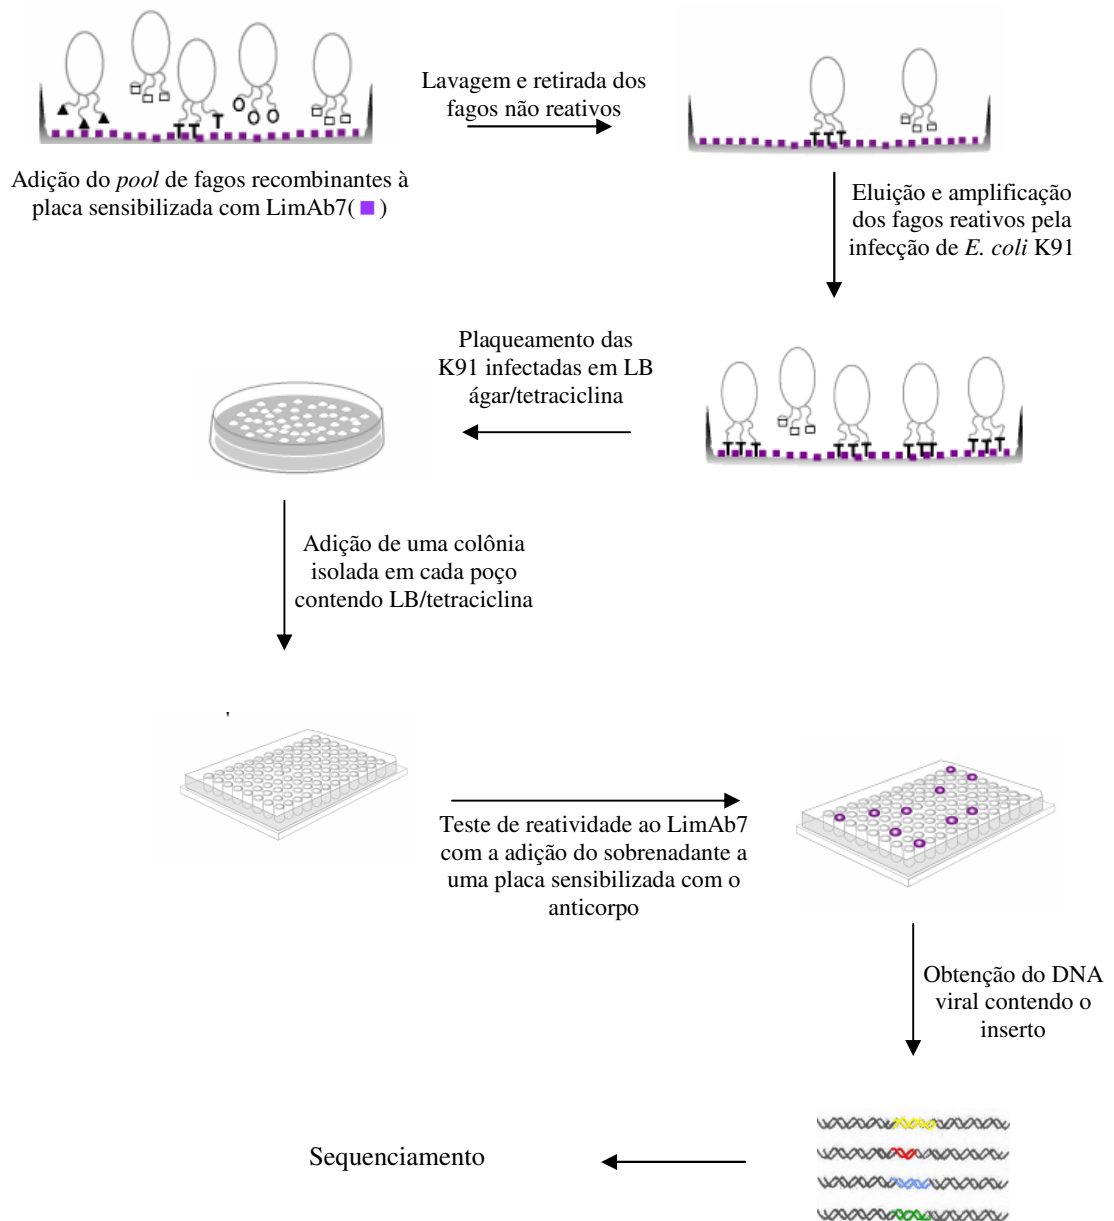 Lavagem e retirada dos
fagos não reativos
Adição do pool de fagos recombinantes à
placa sensibilizada com LimAb7( ■ )
Eluição e amplificação
dos fagos reativos pela
infecção de E. coli K91
Plaqueamento das
K91 infectadas em LB
ágar/tetraciclina
Adição de uma colônia
isolada em cada poço
contendo LB/tetraciclina
Teste de reatividade ao LimAb7
com a adição do sobrenadante a
uma placa sensibilizada com o
anticorpo
Obtenção do DNA
viral contendo o
inserto
Sequenciamento